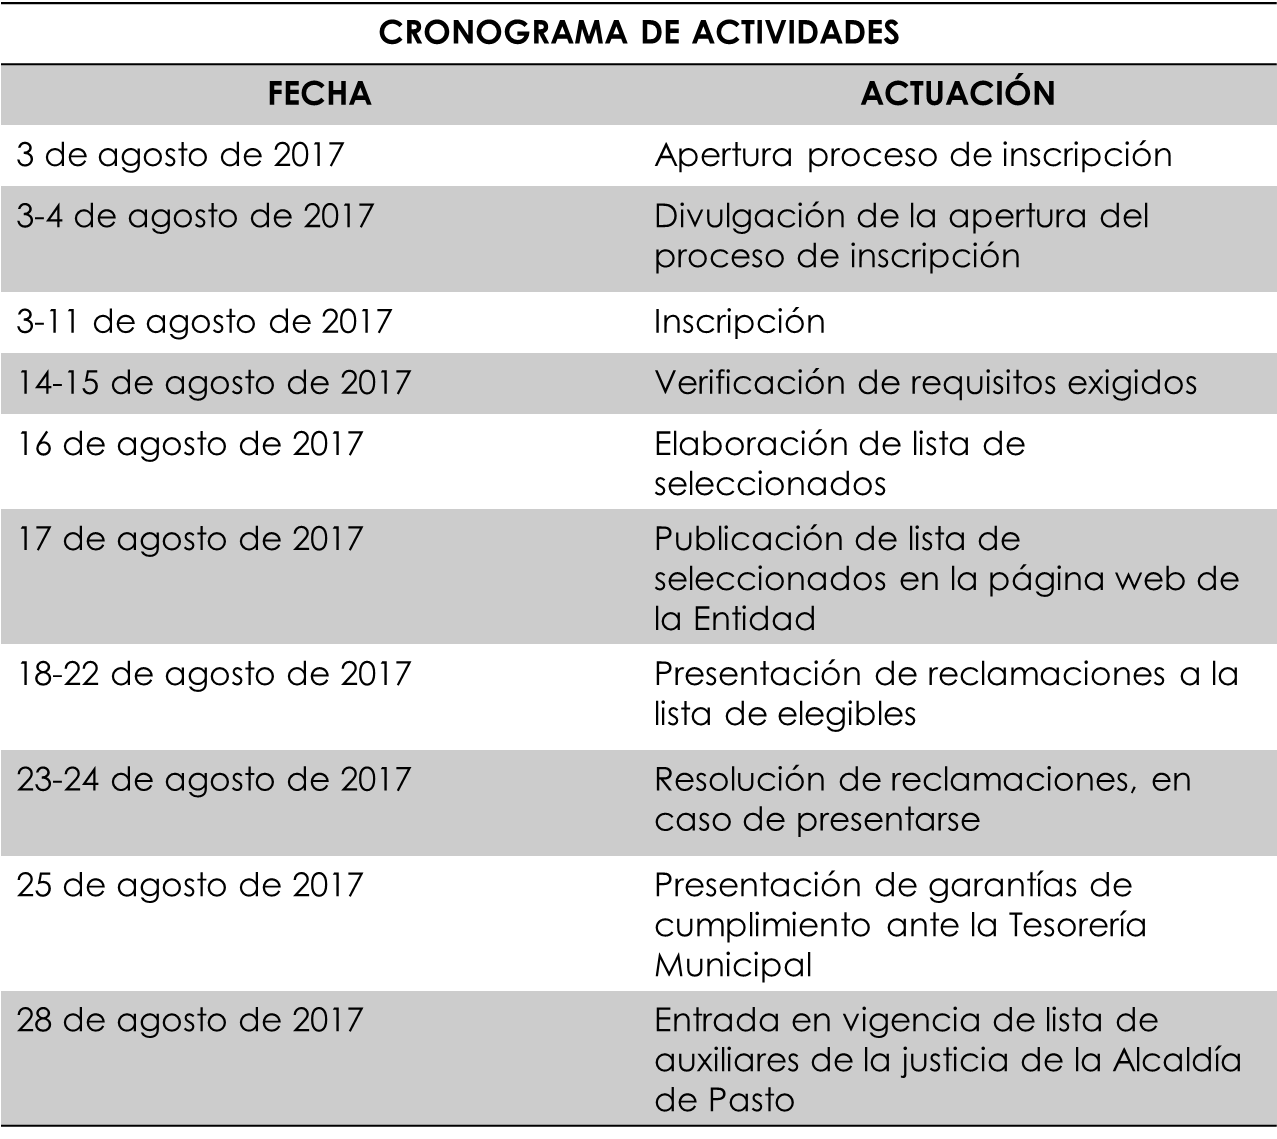 CRONOGRAMA DE ACTIVIDADES
FECHA ACTUACIÓN
3 de agosto de 2017 Apertura proceso de inscripción
3-4 de agosto de 2017 Divulgación de la apertura del
proceso de inscripción
3-11 de agosto de 2017 Inscripción
14-15 de agosto de 2017 Verificación de requisitos exigidos
16 de agosto de 2017 Elaboración de lista de
seleccionados
17 de agosto de 2017 Publicación de lista de
seleccionados en la página web de
la Entidad
18-22 de agosto de 2017 Presentación de reclamaciones a la
lista de elegibles
23-24 de agosto de 2017 Resolución de reclamaciones, en
caso de presentarse
25 de agosto de 2017 Presentación de garantías de
cumplimiento ante la Tesorería
Municipal
28 de agosto de 2017 Entrada en vigencia de lista de
auxiliares de la justicia de la Alcaldía
de Pasto